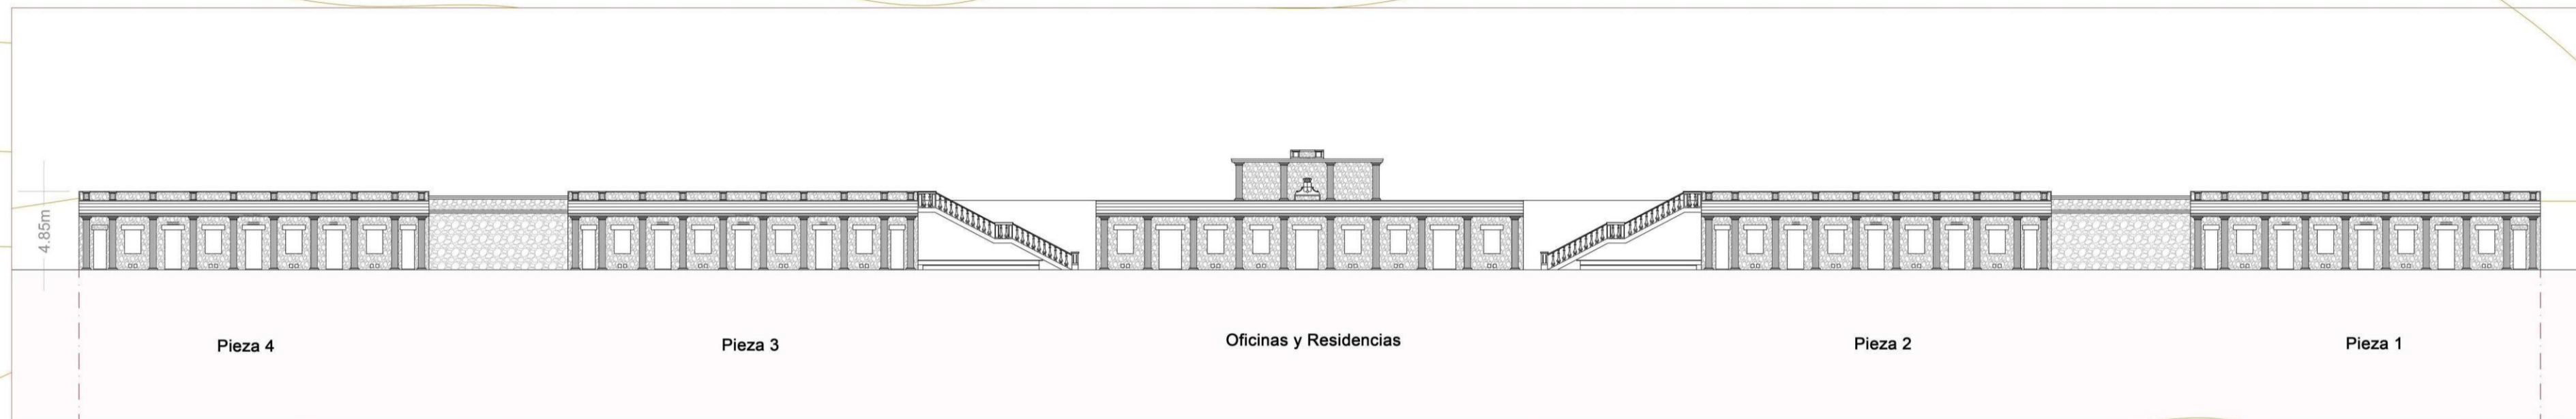 4.85m
Pieza 4
Pieza 3
Oficinas y Residencias
Pieza 2
Pieza 1